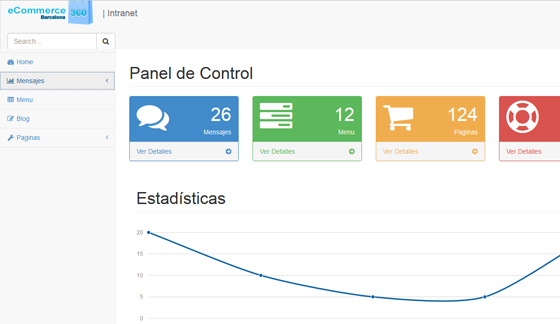 eCommerce 360
Barcelona
| Intranet
Search...
Home
Mensajes
Menu
Blog
Paginas
Panel de Control
26
Mensajes
Ver Detalles
12
Menu
Ver Detalles
124
Paginas
Ver Detalles
Ver Detalles
Estadísticas
20
15
10
5
0